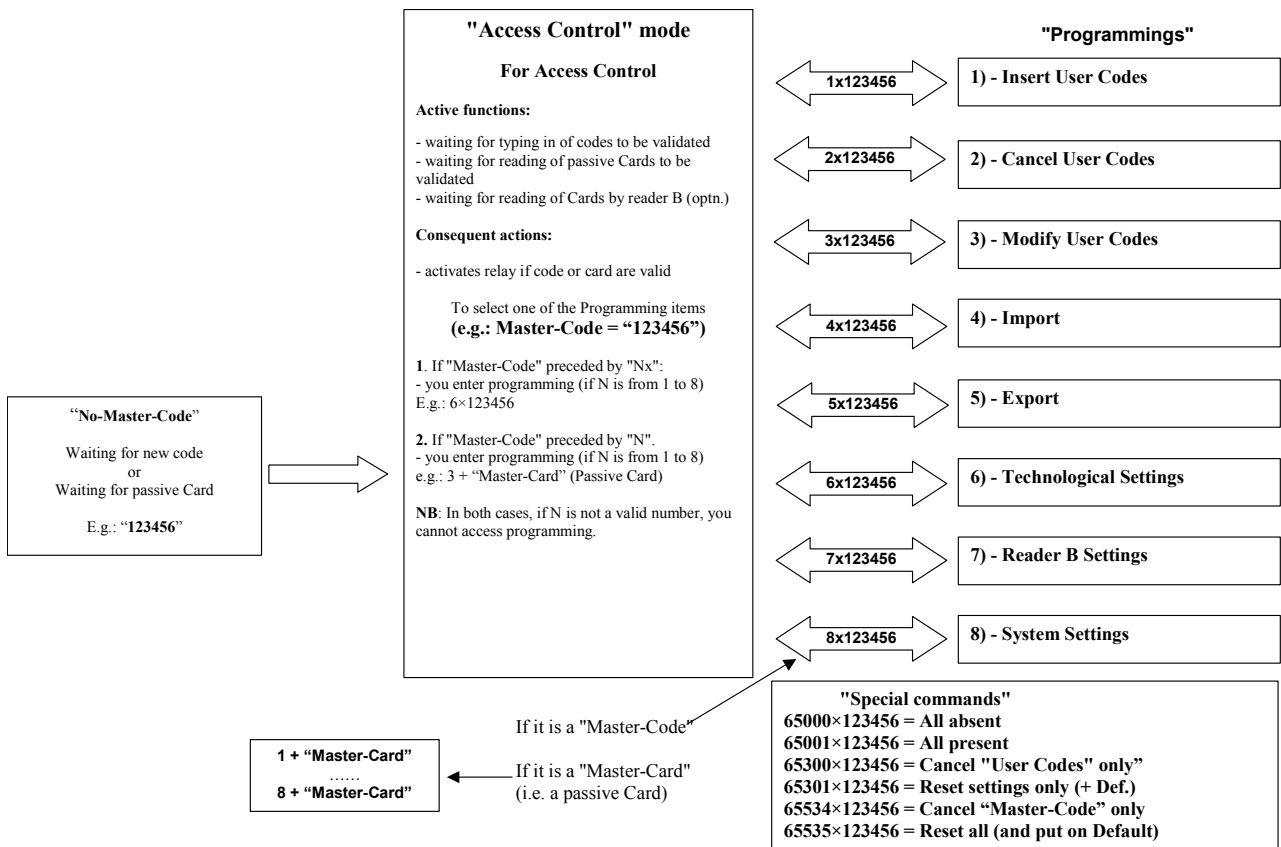 "Access Control" mode
For Access Control
Active functions:
- waiting for typing in of codes to be validated
- waiting for reading of passive Cards to be
validated
- waiting for reading of Cards by reader B (optn.)
Consequent actions:
- activates relay if code or card are valid
To select one of the Programming items
(e.g.: Master-Code = “123456”)
1. If "Master-Code" preceded by "Nx":
- you enter programming (if N is from 1 to 8)
E.g.: 6×123456
2. If "Master-Code" preceded by "N".
- you enter programming (if N is from 1 to 8)
e.g.: 3 + “Master-Card” (Passive Card)
NB: In both cases, if N is not a valid number, you
cannot access programming.
“No-Master-Code”
Waiting for new code
or
Waiting for passive Card
E.g.: “123456”
"Programmings"
1x123456
1) - Insert User Codes
2x123456
2) - Cancel User Codes
3x123456
3) - Modify User Codes
4x123456
4) - Import
5x123456
5) - Export
6x123456
6) - Technological Settings
7x123456
7) - Reader B Settings
8x123456
8) - System Settings
If it is a "Master-Code"
If it is a "Master-Card"
(i.e. a passive Card)
1 + “Master-Card”
……
8 + “Master-Card”
"Special commands"
65000×123456 = All absent
65001×123456 = All present
65300×123456 = Cancel "User Codes" only”
65301×123456 = Reset settings only (+ Def.)
65534×123456 = Cancel “Master-Code” only
65535×123456 = Reset all (and put on Default)